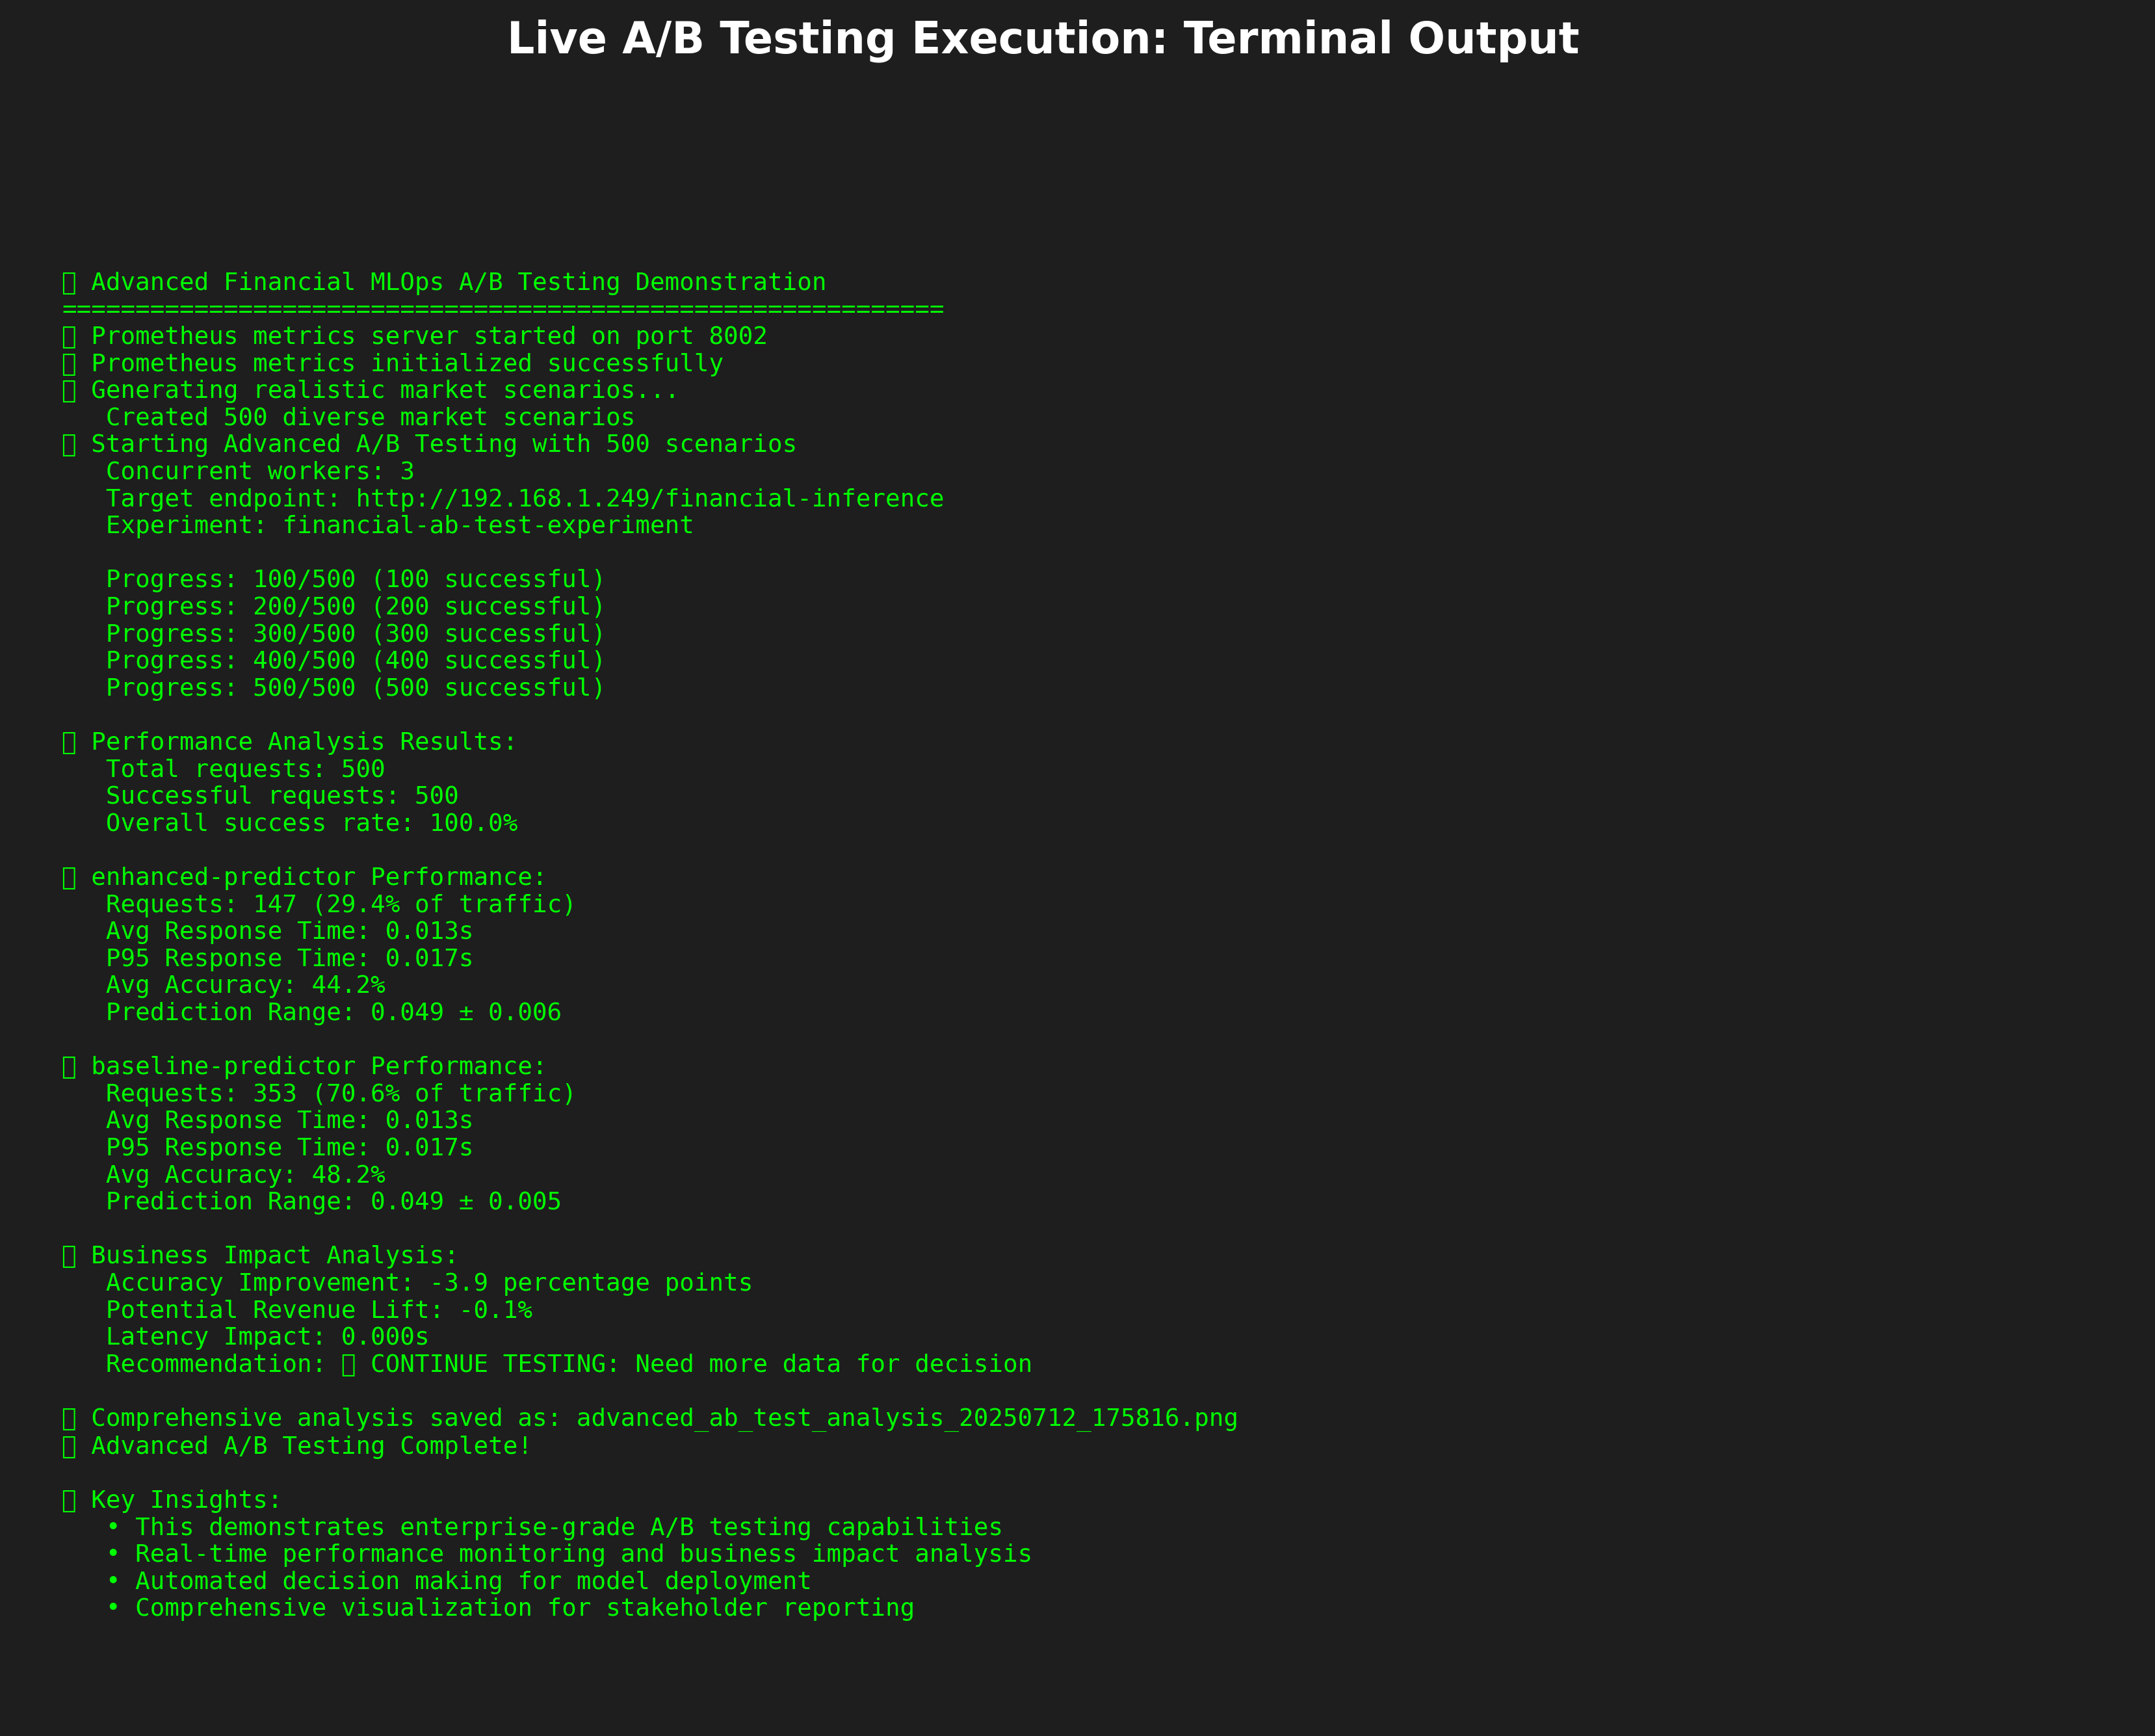 Live A/B Testing Execution: Terminal Output
▯ Advanced Financial MLOps A/B Testing Demonstration
============================================================
▯ Prometheus metrics server started on port 8002
▯ Prometheus metrics initialized successfully
▯ Generating realistic market scenarios...
Created 500 diverse market scenarios
▯ Starting Advanced A/B Testing with 500 scenarios
Concurrent workers: 3
Target endpoint: http://192.168.1.249/financial-inference
Experiment: financial-ab-test-experiment
Progress: 100/500 (100 successful)
Progress: 200/500 (200 successful)
Progress: 300/500 (300 successful)
Progress: 400/500 (400 successful)
Progress: 500/500 (500 successful)
▯ Performance Analysis Results:
Total requests: 500
Successful requests: 500
Overall success rate: 100.0%
▯ enhanced-predictor Performance:
Requests: 147 (29.4% of traffic)
Avg Response Time: 0.013s
P95 Response Time: 0.017s
Avg Accuracy: 44.2%
Prediction Range: 0.049 ± 0.006
▯ baseline-predictor Performance:
Requests: 353 (70.6% of traffic)
Avg Response Time: 0.013s
P95 Response Time: 0.017s
Avg Accuracy: 48.2%
Prediction Range: 0.049 ± 0.005
▯ Business Impact Analysis:
Accuracy Improvement: -3.9 percentage points
Potential Revenue Lift: -0.1%
Latency Impact: 0.000s
Recommendation: ▯ CONTINUE TESTING: Need more data for decision
▯ Comprehensive analysis saved as: advanced_ab_test_analysis_20250712_175816.png
▯ Advanced A/B Testing Complete!
▯ Key Insights:
• This demonstrates enterprise-grade A/B testing capabilities
• Real-time performance monitoring and business impact analysis
• Automated decision making for model deployment
• Comprehensive visualization for stakeholder reporting